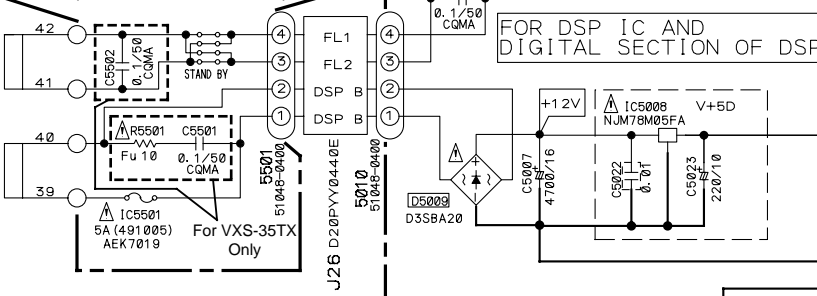 42
41
40
39
C5502
0.1/50
CQMA
STAND BY
R5501
Fu 10
C5501
0.1/50
CQMA
IC5501
5A (491005)
AEK7019
For VXS-35TX
Only
4
3
2
1
5501
51048-0400
FL1
FL2
DSP B
DSP B
J26 D20PYY0440E
4
3
2
1
5010
51048-0400
0.1/50
CQMA
FOR DSP IC AND
DIGITAL SECTION OF DSP
D5009
D3SBA20
+12V
C5007
4700/16
IC5008
NJM78M05FA
V+5D
C5022
0.01
C5023
220/10